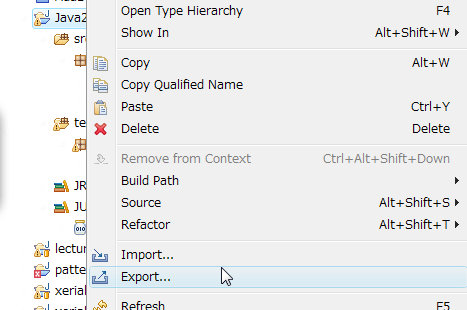 Java2
Open Type Hierarchy F4
src
Show In Alt+Shift+W
Copy Alt+W
Copy Qualified Name
Paste Ctrl+Y
te
Delete Delete
Remove from Context Ctrl+Alt+Shift+Down
Build Path
JR
Source Alt+Shift+S
JU
Refactor Alt+Shift+T
lectur
Import...
patte
Export...
xerial
Refresh F5